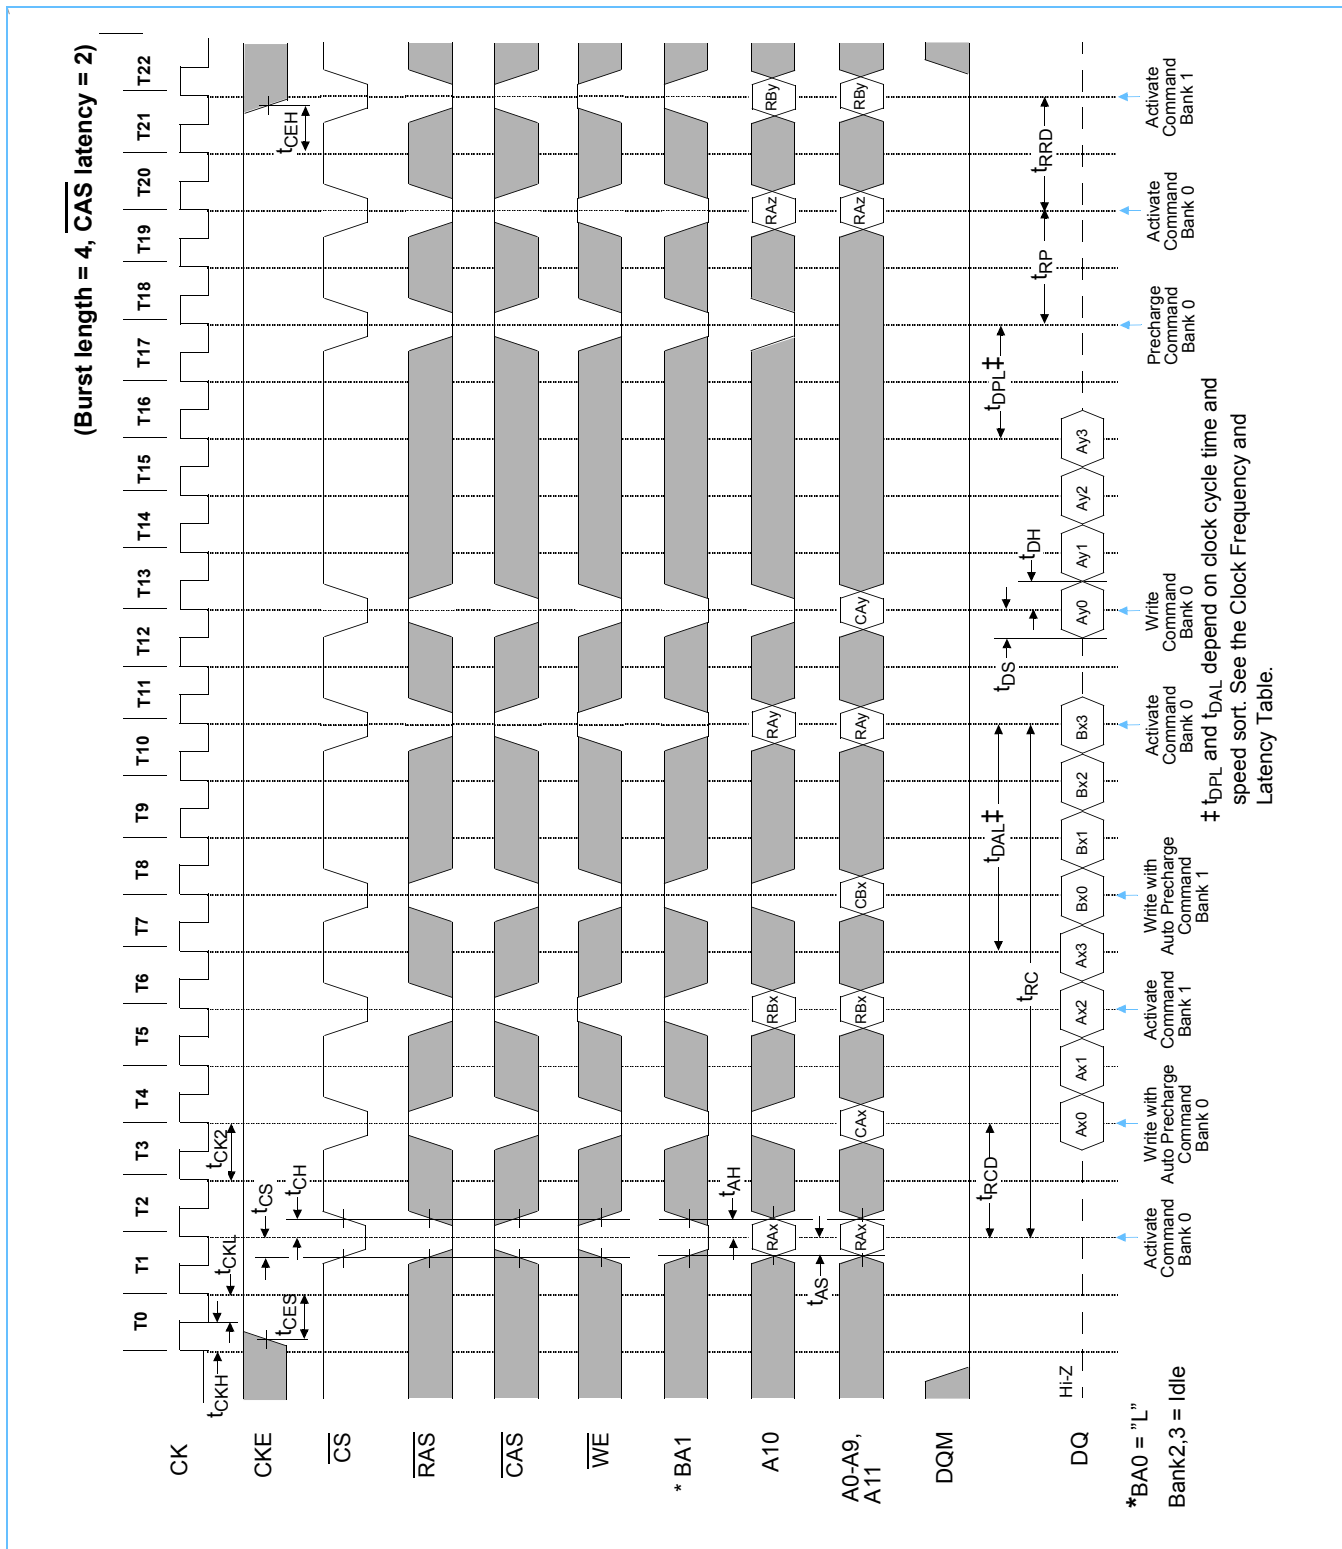 (Burst length = 4, CAS latency = 2)
T0 T1 T2 T3 T4 T5 T6 T7 T8 T9 T10 T11 T12 T13 T14 T15 T16 T17 T18 T19 T20 T21 T22
CK
tCKH
tCKL
tCK2
CKE
tCES
tCS
tCH
tCEH
CS
RAS
CAS
WE
* BA1
tAH
A10
RAx RBx RAy RAz RBy
tAS
A0-A9,
A11
RAx CAx RBx CBx RAy CAy RAz RBy
DQM
tRCD
tDAL‡
tDS
tDPL‡
tRC
tDH
tRP
tRRD
DQ
Hi-Z
Ax0 Ax1 Ax2 Ax3 Bx0 Bx1 Bx2 Bx3 Ay0 Ay1 Ay2 Ay3
Activate
Command
Bank 0
Write with
Auto Precharge
Command
Bank 0
Activate
Command
Bank 1
Write with
Auto Precharge
Command
Bank 1
Activate
Command
Bank 0
Write
Command
Bank 0
Precharge
Command
Bank 0
Activate
Command
Bank 0
Activate
Command
Bank 1
*BA0 = ”L”
Bank2,3 = Idle
‡ tDPL and tDAL depend on clock cycle time and
speed sort. See the Clock Frequency and
Latency Table.